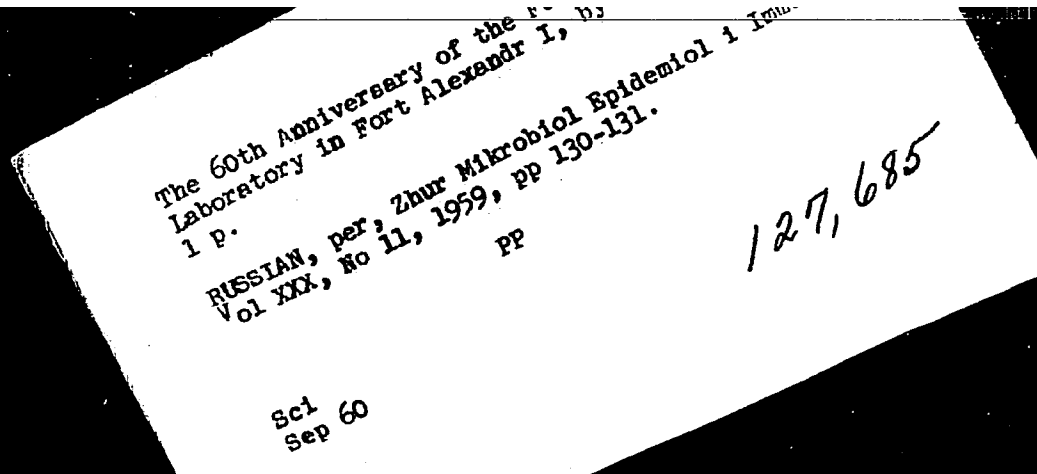 The 60th Anniversary of the
Laboratory in Fort Alexandr I, by
1 p.
RUSSIAN, per, Zhur Mikrobiol Epidemiol i
Vol XXX, No 11, 1959, pp 130-131.
PP
127,685
Sci
Sep 60